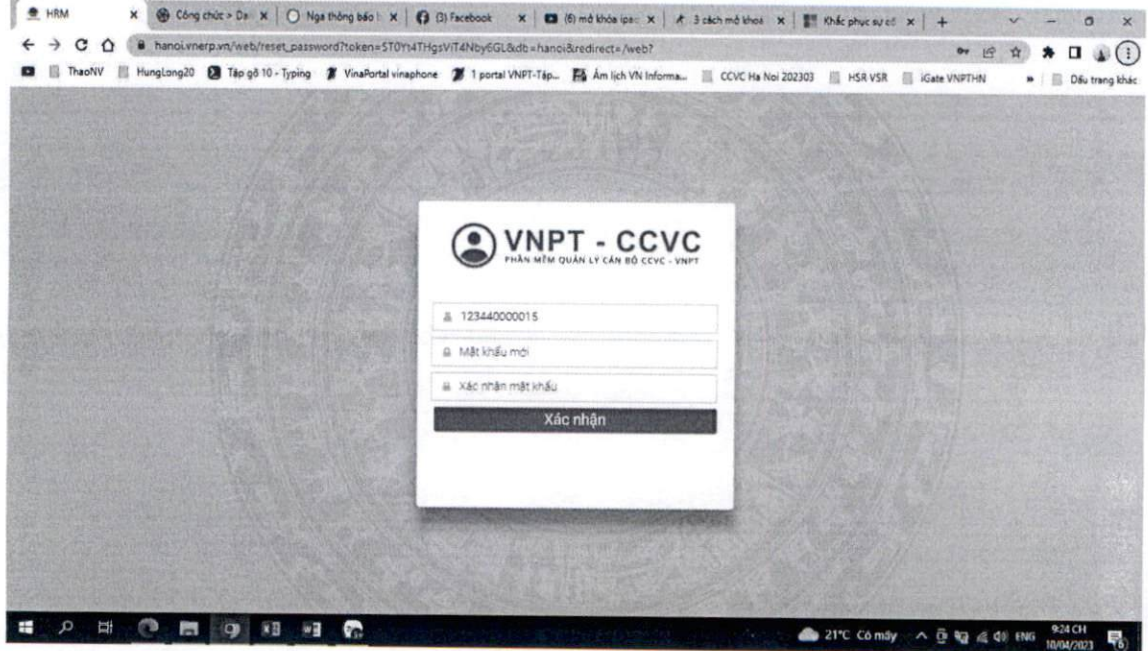 HRM
Công chức > Da
Nga thông báo
(3) Facebook
(6) mở khóa ipac
3 cách mở khoá
Khắc phục sự cố
hanoi.vnerp.vn/web/reset_password?token=ST0Yt4THgsViT4Nby6GL&db=hanoi&redirect=/web?
ThaoNV
HungLong20
Tập gõ 10 - Typing
VinaPortal vinaphone
1 portal VNPT-Tập...
Âm lịch VN Informa...
CCVC Ha Noi 202303
HSR VSR
iGate VNPTHN
»
Dấu trang khác
VNPT - CCVC
PHẦN MỀM QUẢN LÝ CÁN BỘ CCVC - VNPT
123440000015
Mật khẩu mới
Xác nhận mật khẩu
Xác nhận
21°C Có mây
ENG
9:24 CH
10/04/2023
6